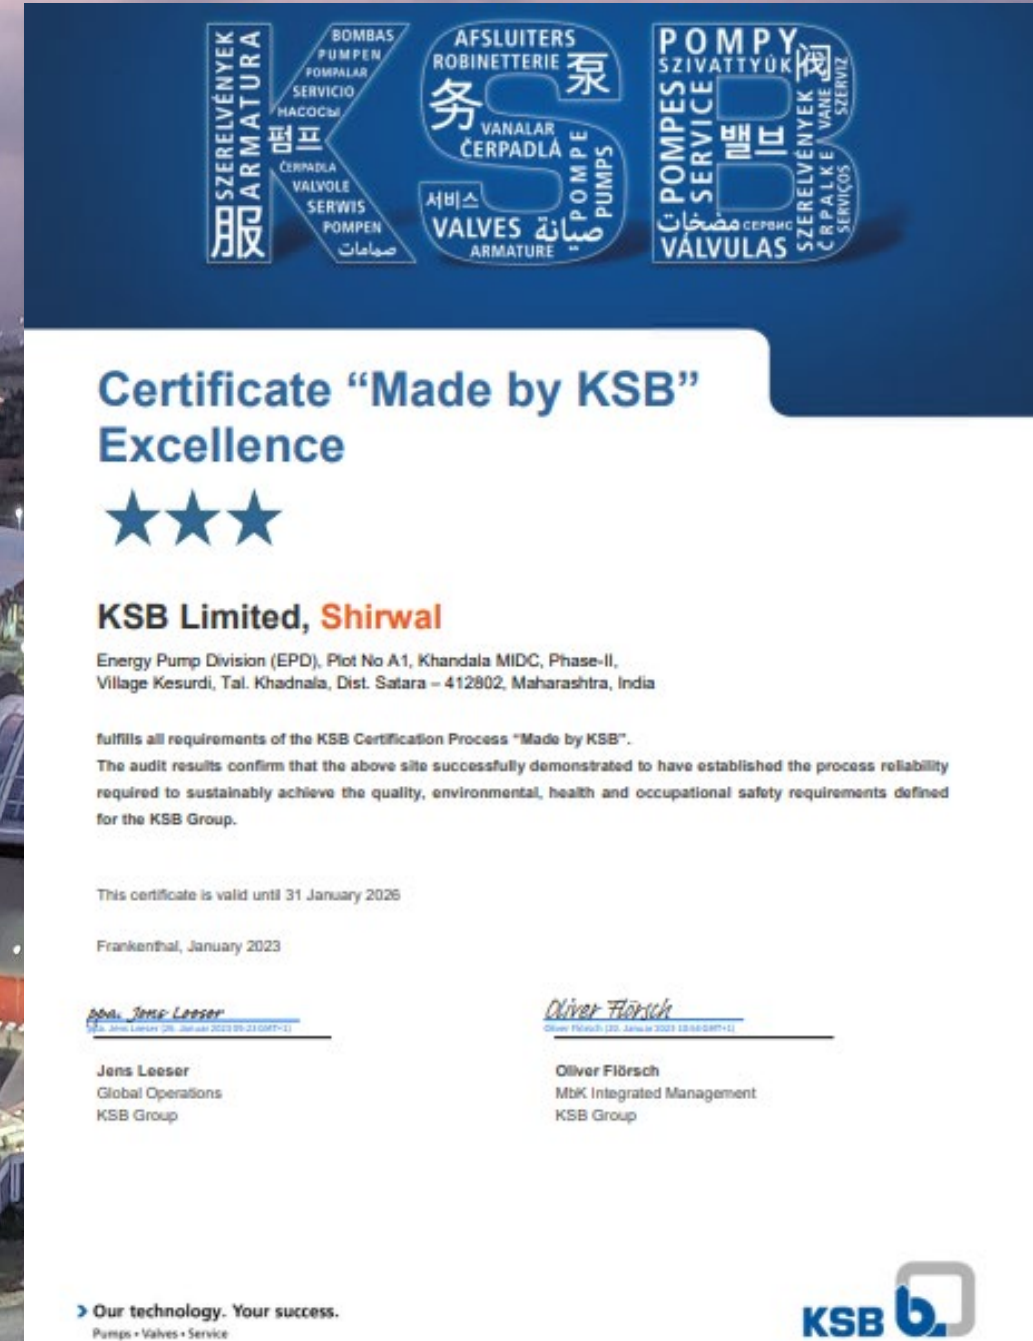 SZERELVÉNYEK
ARMATURA
服
BOMBAS
PUMPEN
POMPALAR
SERVICIO
НАСОСЫ
펌프
ČERPADLA
VALVOLE
SERWIS
POMPEN
صمامات
AFSLUITERS
ROBINETTERIE
泵
务
VANALAR
ČERPADLÁ
POMPE
PUMPS
서비스
VALVES
صيانة
ARMATURE
POMPY
SZIVATTYÚK
阀
POMPES
SERVICE
밸브
SZERELVÉNYEK
ČRPALKE
VANE
SZERVIZ
SERVIÇOS
مضخات
СЕРВИС
VÁLVULAS
Certificate “Made by KSB”
Excellence
KSB Limited, Shirwal
Energy Pump Division (EPD), Plot No A1, Khandala MIDC, Phase-II,
Village Kesurdi, Tal. Khadnala, Dist. Satara – 412802, Maharashtra, India
fulfills all requirements of the KSB Certification Process “Made by KSB”.
The audit results confirm that the above site successfully demonstrated to have established the process reliability
required to sustainably achieve the quality, environmental, health and occupational safety requirements defined
for the KSB Group.
This certificate is valid until 31 January 2026
Frankenthal, January 2023
ppa. Jens Leeser
Oliver Flörsch
Jens Leeser
Global Operations
KSB Group
Oliver Flörsch
MbK Integrated Management
KSB Group
Our technology. Your success.
Pumps • Valves • Service
KSB b.